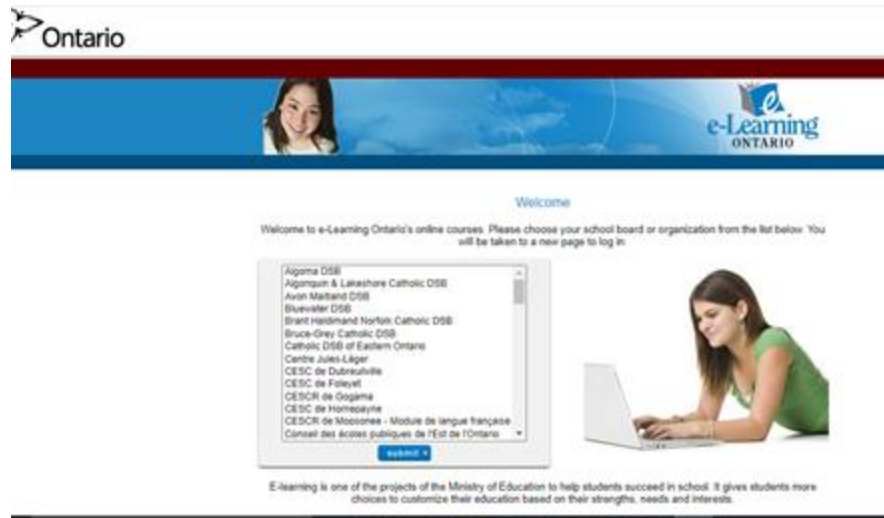 Ontario
e-Learning
ONTARIO
Welcome
Welcome to e-Learning Ontario's online courses. Please choose your school board or organization from the list below. You
will be taken to a new page to log in:
Algoma DSB
Algonquin & Lakeshore Catholic DSB
Avon Maitland DSB
Bluewater DSB
Brant Haldimand Norfolk Catholic DSB
Bruce-Grey Catholic DSB
Catholic DSB of Eastern Ontario
Centre Jules-Léger
CESC de Dubreuilville
CESC de Foleyet
CESCR de Gogama
CESC de Hornepayne
CESCR de Moosonee - Module de langue française
Conseil des écoles publiques de l'Est de l'Ontario
submit
E-learning is one of the projects of the Ministry of Education to help students succeed in school. It gives students more
choices to customize their education based on their strengths, needs and interests.